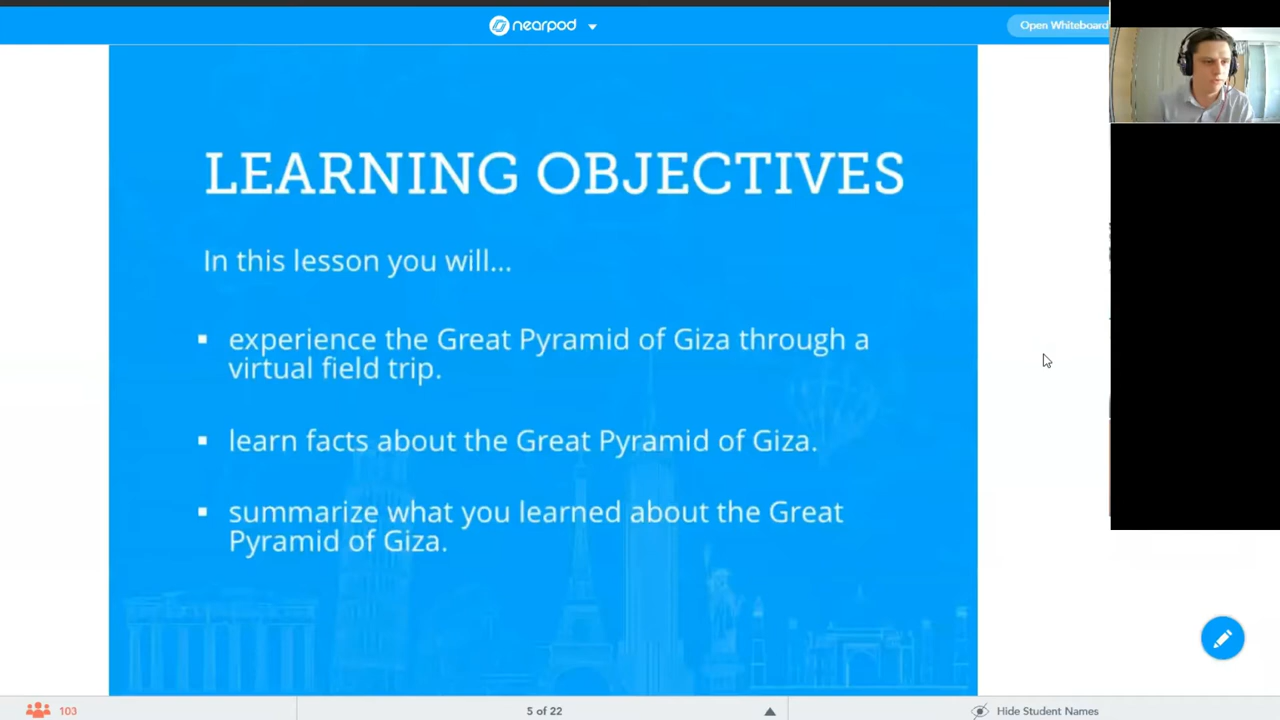 nearpod
Open Whiteboard
LEARNING OBJECTIVES
In this lesson you will...
▪ experience the Great Pyramid of Giza through a
virtual field trip.
▪ learn facts about the Great Pyramid of Giza.
▪ summarize what you learned about the Great
Pyramid of Giza.
103
5 of 22
Hide Student Names